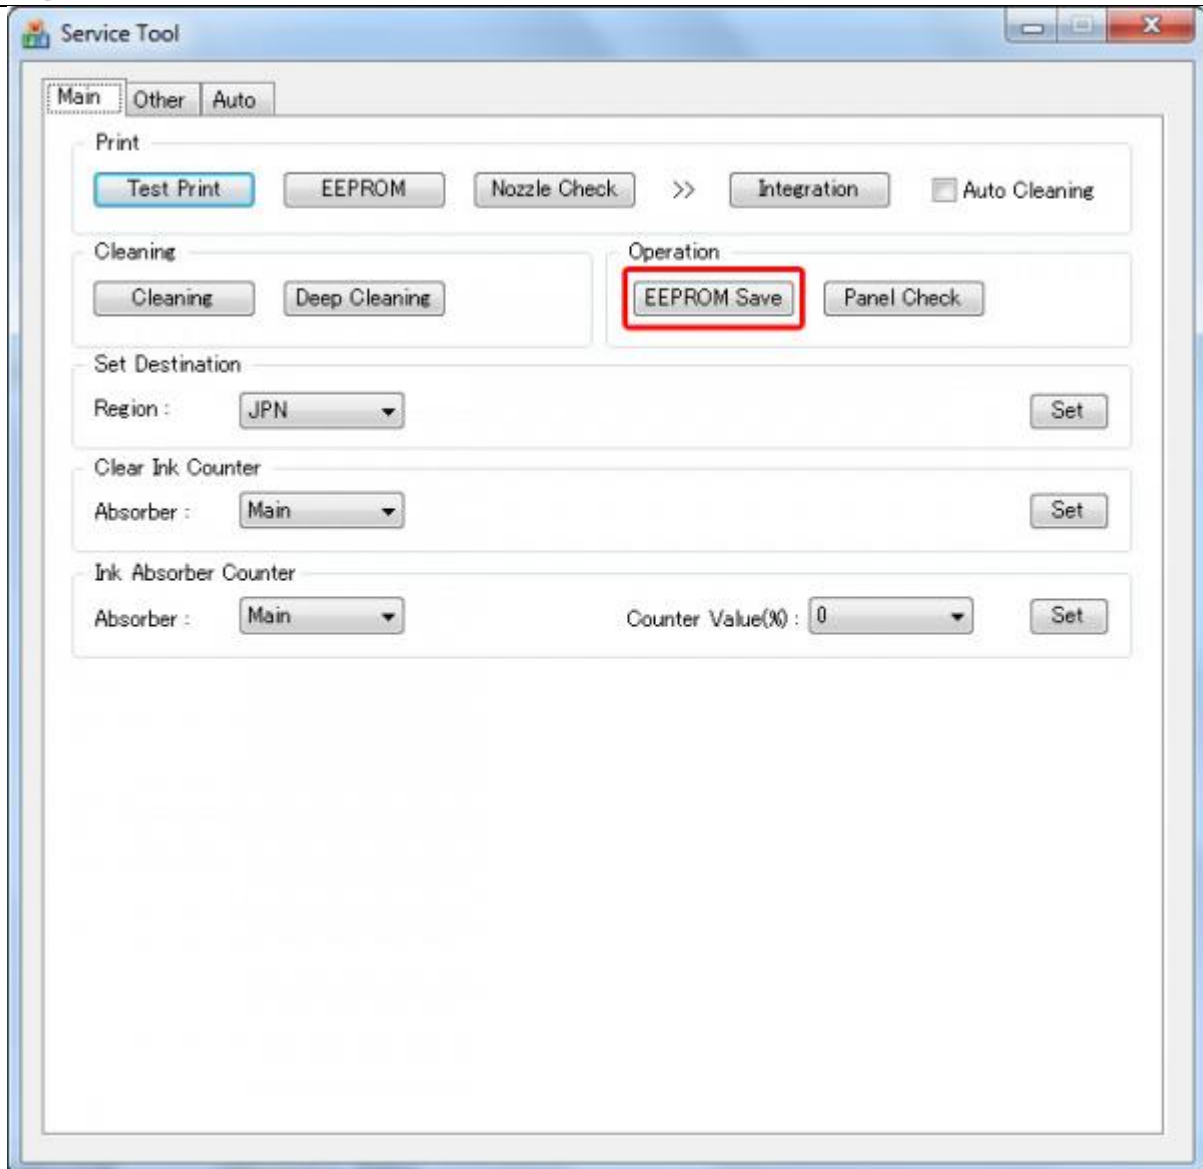 Service Tool
Main Other Auto
Print
Test Print EEPROM Nozzle Check >> Integration Auto Cleaning
Cleaning Operation
Cleaning Deep Cleaning EEPROM Save Panel Check
Set Destination
Region : JPN Set
Clear Ink Counter
Absorber : Main Set
Ink Absorber Counter
Absorber : Main Counter Value(%) : 0 Set